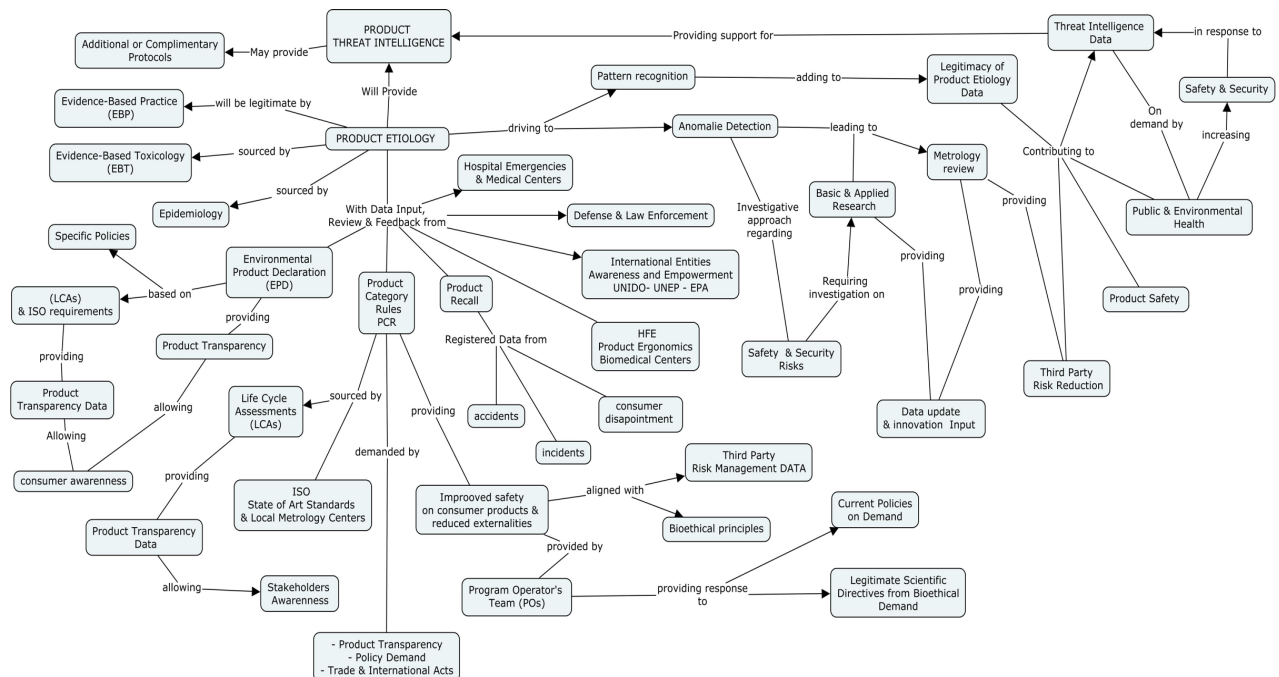 PRODUCT
THREAT INTELLIGENCE
Providing support for
Threat Intelligence
Data
in response to
Additional or Complimentary
Protocols
May provide
Will Provide
Pattern recognition
adding to
Legitimacy of
Product Etiology
Data
Safety & Security
On
demand by
increasing
Evidence-Based Practice
(EBP)
will be legitimate by
PRODUCT ETIOLOGY
driving to
Anomalie Detection
leading to
Metrology
review
Contributing to
Evidence-Based Toxicology
(EBT)
sourced by
Hospital Emergencies
& Medical Centers
Basic & Applied
Research
providing
Public & Environmental
Health
Epidemiology
sourced by
With Data Input,
Review & Feedback from
Defense & Law Enforcement
Investigative
approach
regarding
Specific Policies
Environmental
Product Declaration
(EPD)
International Entities
Awareness and Empowerment
UNIDO- UNEP - EPA
providing
Requiring
investigation on
providing
Product Safety
(LCAs)
& ISO requirements
based on
Product
Category
Rules
PCR
Product
Recall
providing
Product Transparency
HFE
Product Ergonomics
Biomedical Centers
Registered Data from
Safety & Security
Risks
Third Party
Risk Reduction
providing
Product
Transparency Data
allowing
Life Cycle
Assessments
(LCAs)
sourced by
providing
accidents
consumer
disapointment
Data update
& innovation Input
Allowing
consumer awarenness
demanded by
incidents
providing
ISO
State of Art Standards
& Local Metrology Centers
Improoved safety
on consumer products &
reduced externalities
aligned with
Third Party
Risk Management DATA
Bioethical principles
Current Policies
on Demand
Product Transparency
Data
provided by
allowing
Stakeholders
Awarenness
Program Operator's
Team (POs)
providing response
to
Legitimate Scientific
Directives from Bioethical
Demand
- Product Transparency
- Policy Demand
- Trade & International Acts